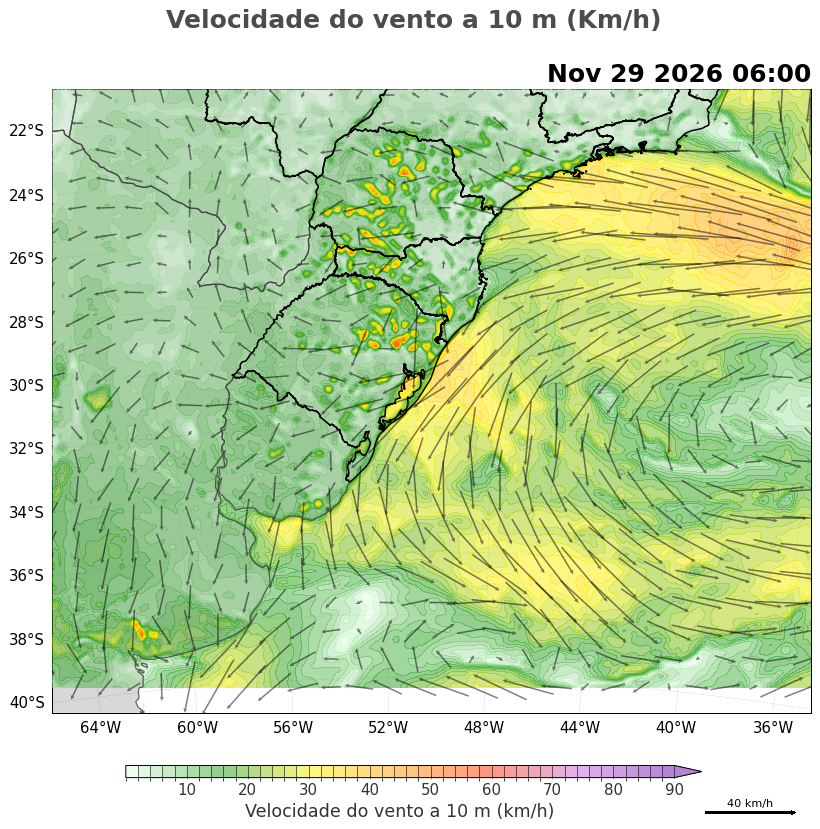 Velocidade do vento a 10 m (Km/h)
Nov 29 2026 06:00
22°S
24°S
26°S
28°S
30°S
32°S
34°S
36°S
38°S
40°S
64°W 60°W 56°W 52°W 48°W 44°W 40°W 36°W
10 20 30 40 50 60 70 80 90
Velocidade do vento a 10 m (km/h)
40 km/h